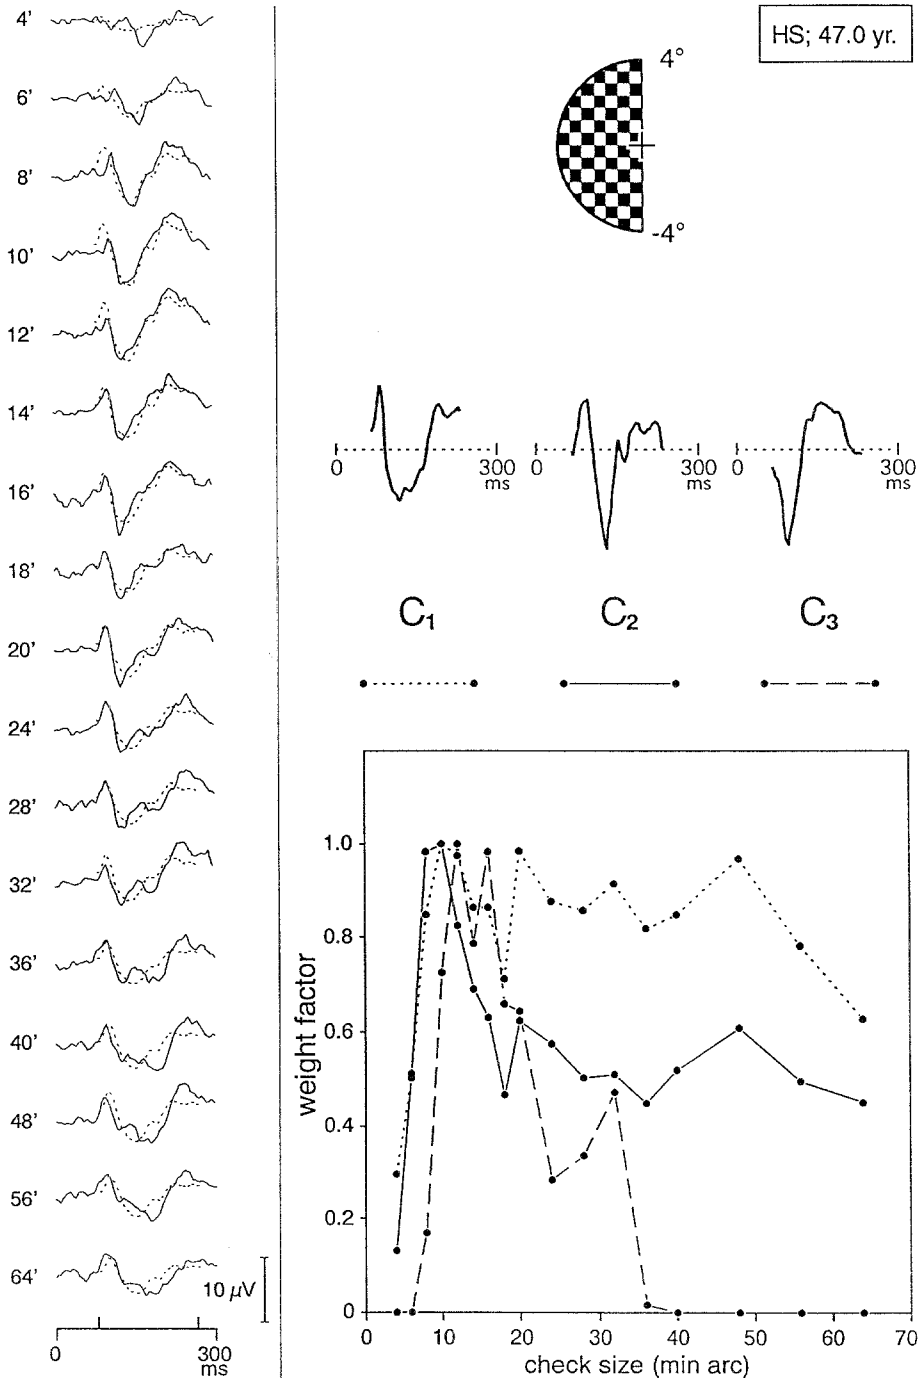 4'
6'
8'
10'
12'
14'
16'
18'
20'
24'
28'
32'
36'
40'
48'
56'
64'
10 µV
0 300
ms
HS; 47.0 yr.
4°
-4°
0 300
ms
0 300
ms
0 300
ms
C₁ C₂ C₃
weight factor
1.0
0.8
0.6
0.4
0.2
0
0 10 20 30 40 50 60 70
check size (min arc)